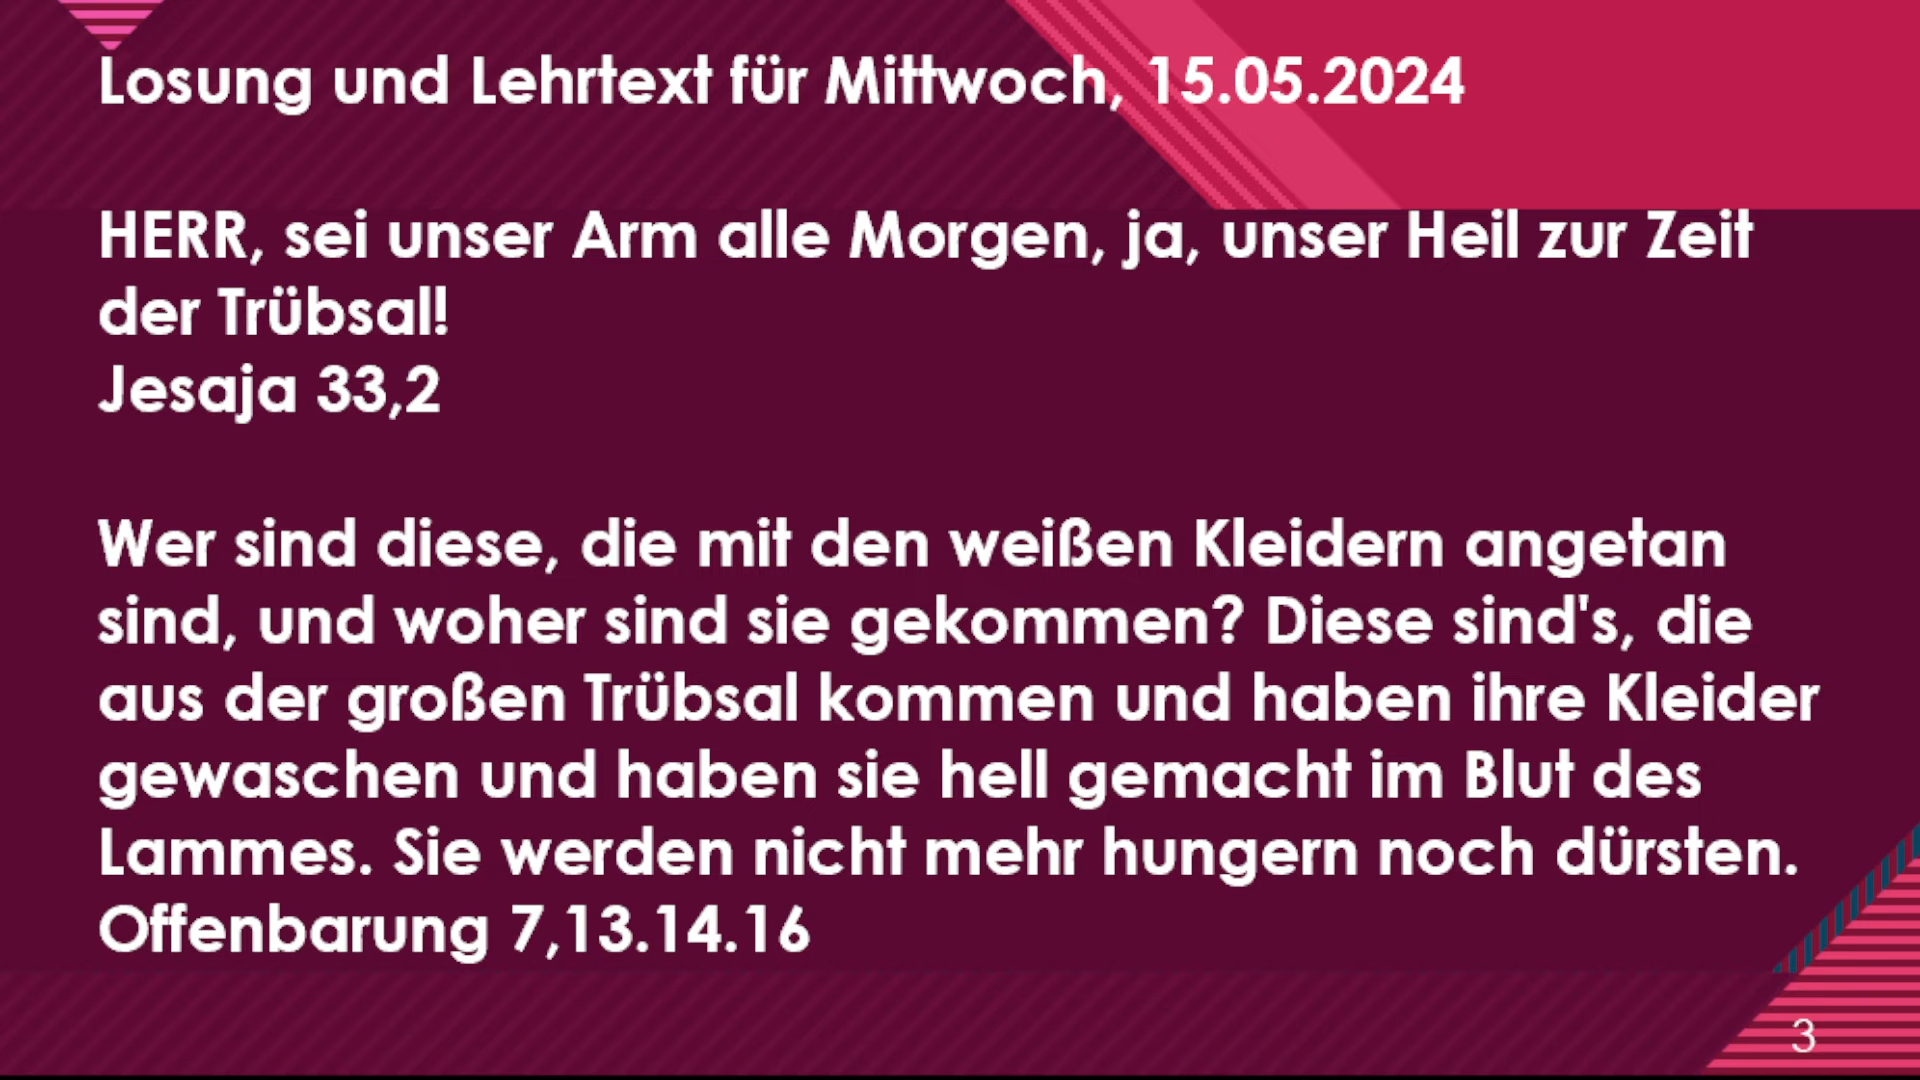 Losung und Lehrtext für Mittwoch, 15.05.2024
HERR, sei unser Arm alle Morgen, ja, unser Heil zur Zeit
der Trübsal!
Jesaja 33,2
Wer sind diese, die mit den weißen Kleidern angetan
sind, und woher sind sie gekommen? Diese sind's, die
aus der großen Trübsal kommen und haben ihre Kleider
gewaschen und haben sie hell gemacht im Blut des
Lammes. Sie werden nicht mehr hungern noch dürsten.
Offenbarung 7,13.14.16
3